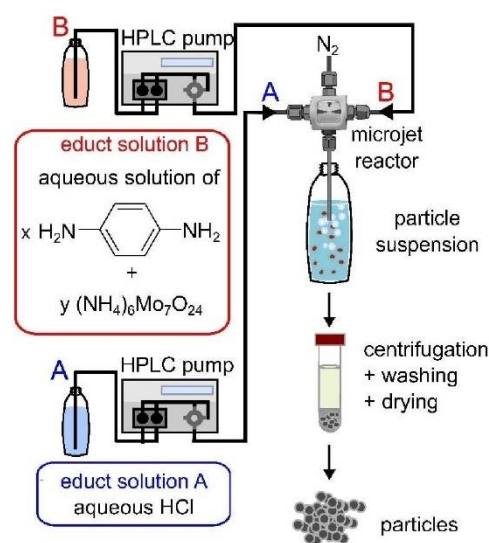 B
HPLC pump
N2
A
B
microjet
reactor
educt solution B
aqueous solution of
x H2N
NH2
+
y (NH4)6Mo7O24
particle
suspension
A
HPLC pump
centrifugation
+ washing
+ drying
educt solution A
aqueous HCl
particles